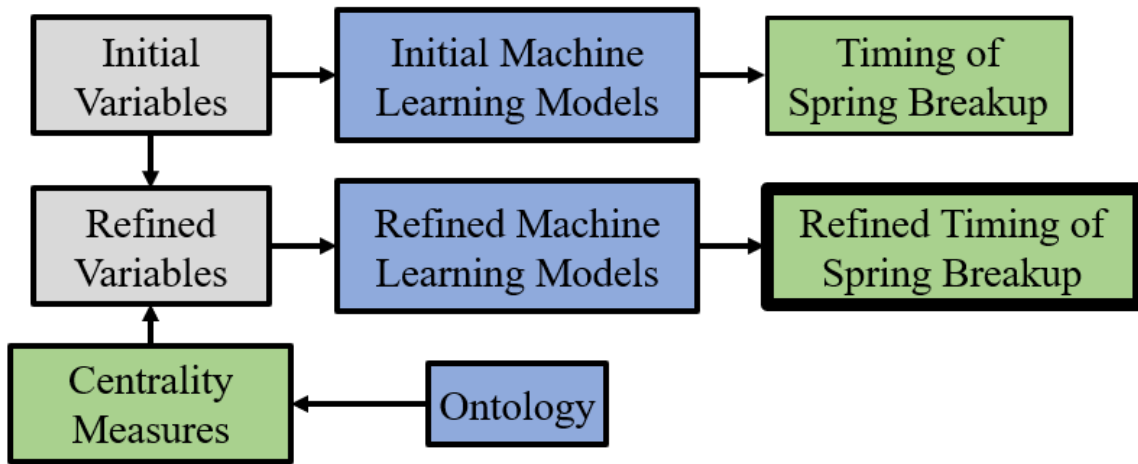 Initial
Variables
Initial Machine
Learning Models
Timing of
Spring Breakup
Refined
Variables
Refined Machine
Learning Models
Refined Timing of
Spring Breakup
Centrality
Measures
Ontology